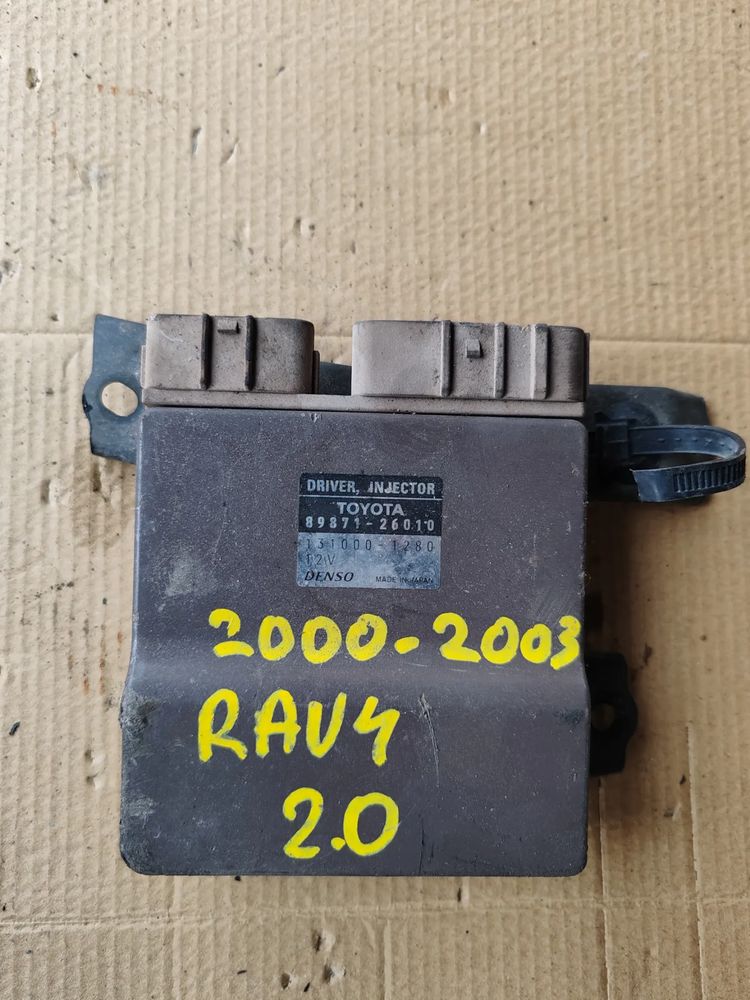 DRIVER, INJECTOR
TOYOTA
89871-26010
131000-1280
12V
DENSO MADE IN JAPAN
2000-2003
RAV4
2.0